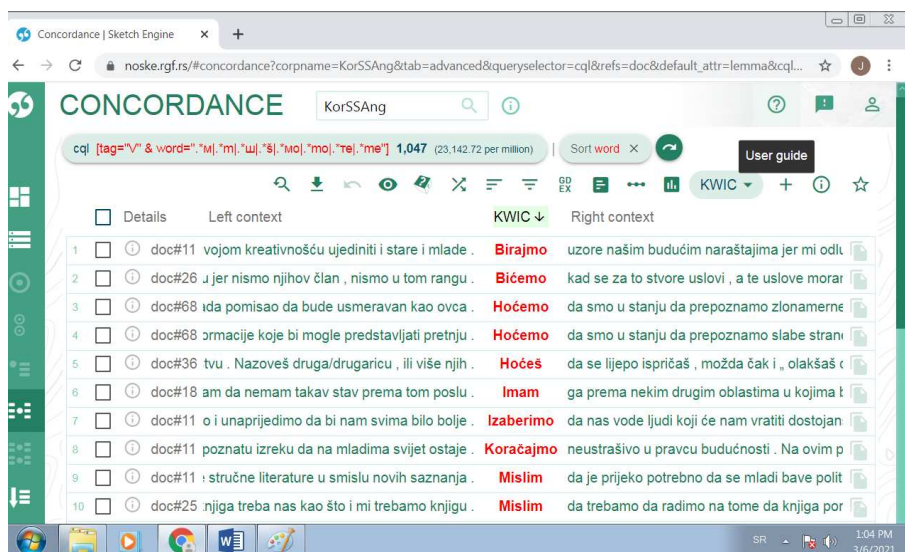 Concordance | Sketch Engine
noske.rgf.rs/#concordance?corpname=KorSSAng&tab=advanced&queryselector=cql&refs=doc&default_attr=lemma&cql...
J
CONCORDANCE
KorSSAng
cql [tag="V" & word=".*м|.*m|.*ш|.*š|.*мо|.*mo|.*те|.*me"] 1,047 (23,142.72 per million) | Sort word
User guide
GD EX
KWIC
Details Left context KWIC Right context
1 doc#11 vojom kreativnošću ujediniti i stare i mlade . Birajmo uzore našim budućim naraštajima jer mi odlu
2 doc#26 u jer nismo njihov član , nismo u tom rangu . Bićemo kad se za to stvore uslovi , a te uslove morar
3 doc#68 ada pomisao da bude usmeravan kao ovca . Hoćemo da smo u stanju da prepoznamo zlonamerne
4 doc#68 ormacije koje bi mogle predstavljati pretnju . Hoćemo da smo u stanju da prepoznamo slabe strane
5 doc#36 tvu . Nazoveš druga/drugaricu , ili više njih . Hoćeš da se lijepo ispričaš , možda čak i „ olakšaš
6 doc#18 am da nemam takav stav prema tom poslu . Imam ga prema nekim drugim oblastima u kojima
7 doc#11 o i unaprijedimo da bi nam svima bilo bolje . Izaberimo da nas vode ljudi koji će nam vratiti dostojan
8 doc#11 poznatu izreku da na mladima svijet ostaje . Koračajmo neustrašivo u pravcu budućnosti . Na ovim p
9 doc#11 stručne literature u smislu novih saznanja . Mislim da je prijeko potrebno da se mladi bave polit
10 doc#25 njiga treba nas kao što i mi trebamo knjigu . Mislim da trebamo da radimo na tome da knjiga por
SR
1:04 PM
3/6/2021